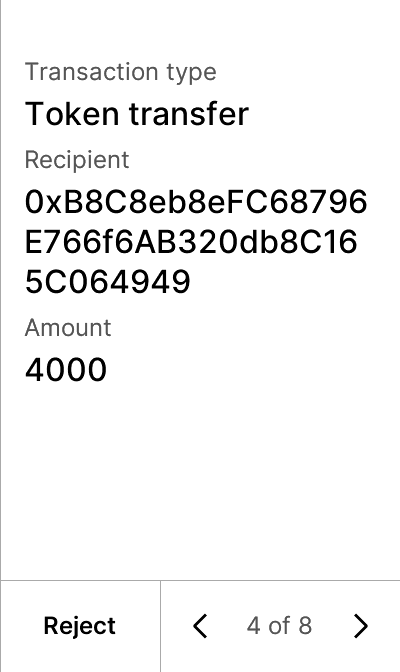 Transaction type
Token transfer
Recipient
0xB8C8eb8eFC68796
E766f6AB320db8C16
5C064949
Amount
4000
Reject
4 of 8